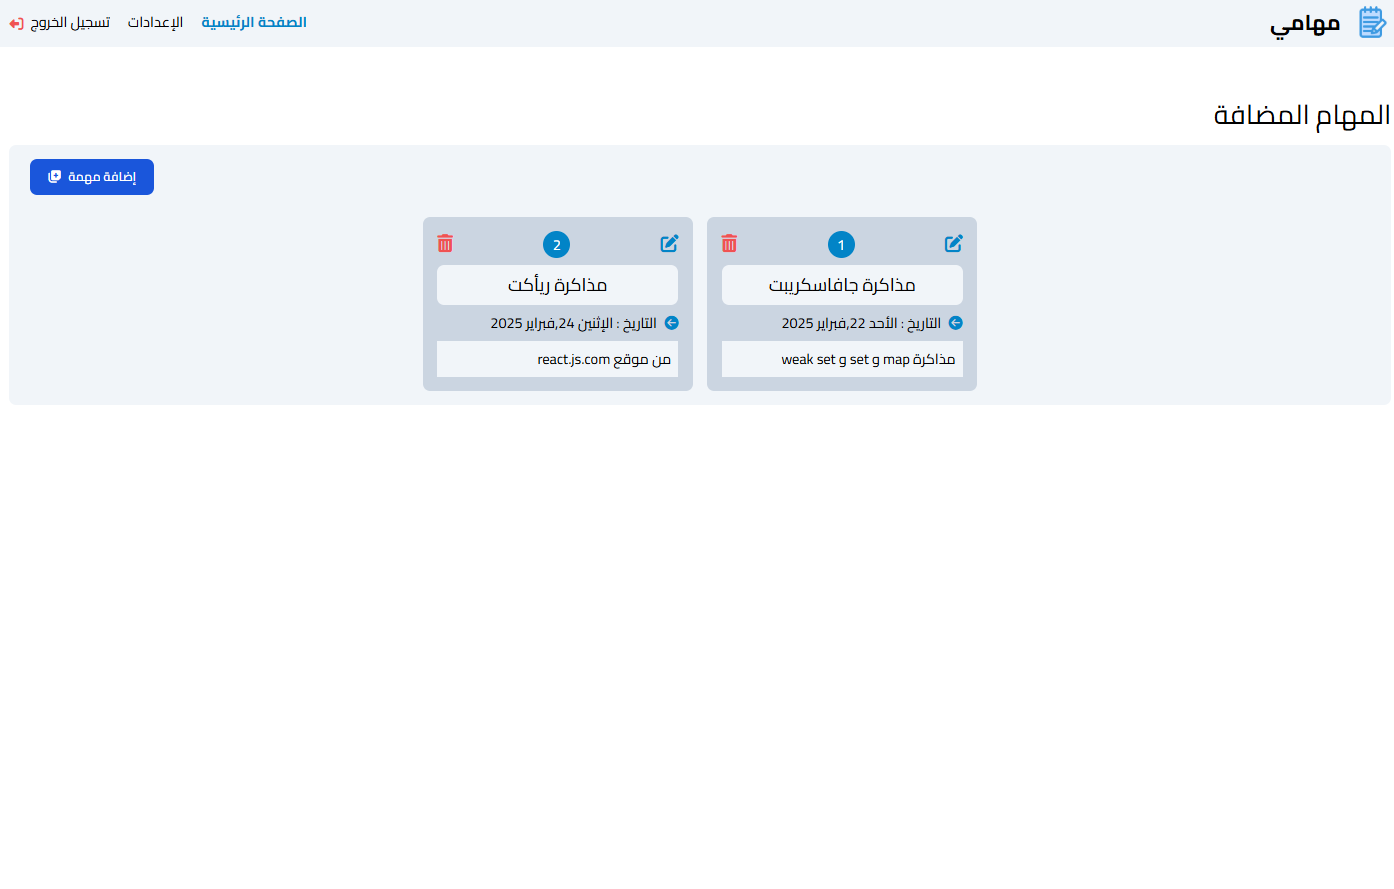 مهامي
الصفحة الرئيسية
الإعدادات
تسجيل الخروج
المهام المضافة
إضافة مهمة
1
مذاكرة جافاسكريبت
التاريخ : الأحد 22,فبراير 2025
مذاكرة map و set و weak set
2
مذاكرة ريأكت
التاريخ : الإثنين 24,فبراير 2025
من موقع react.js.com